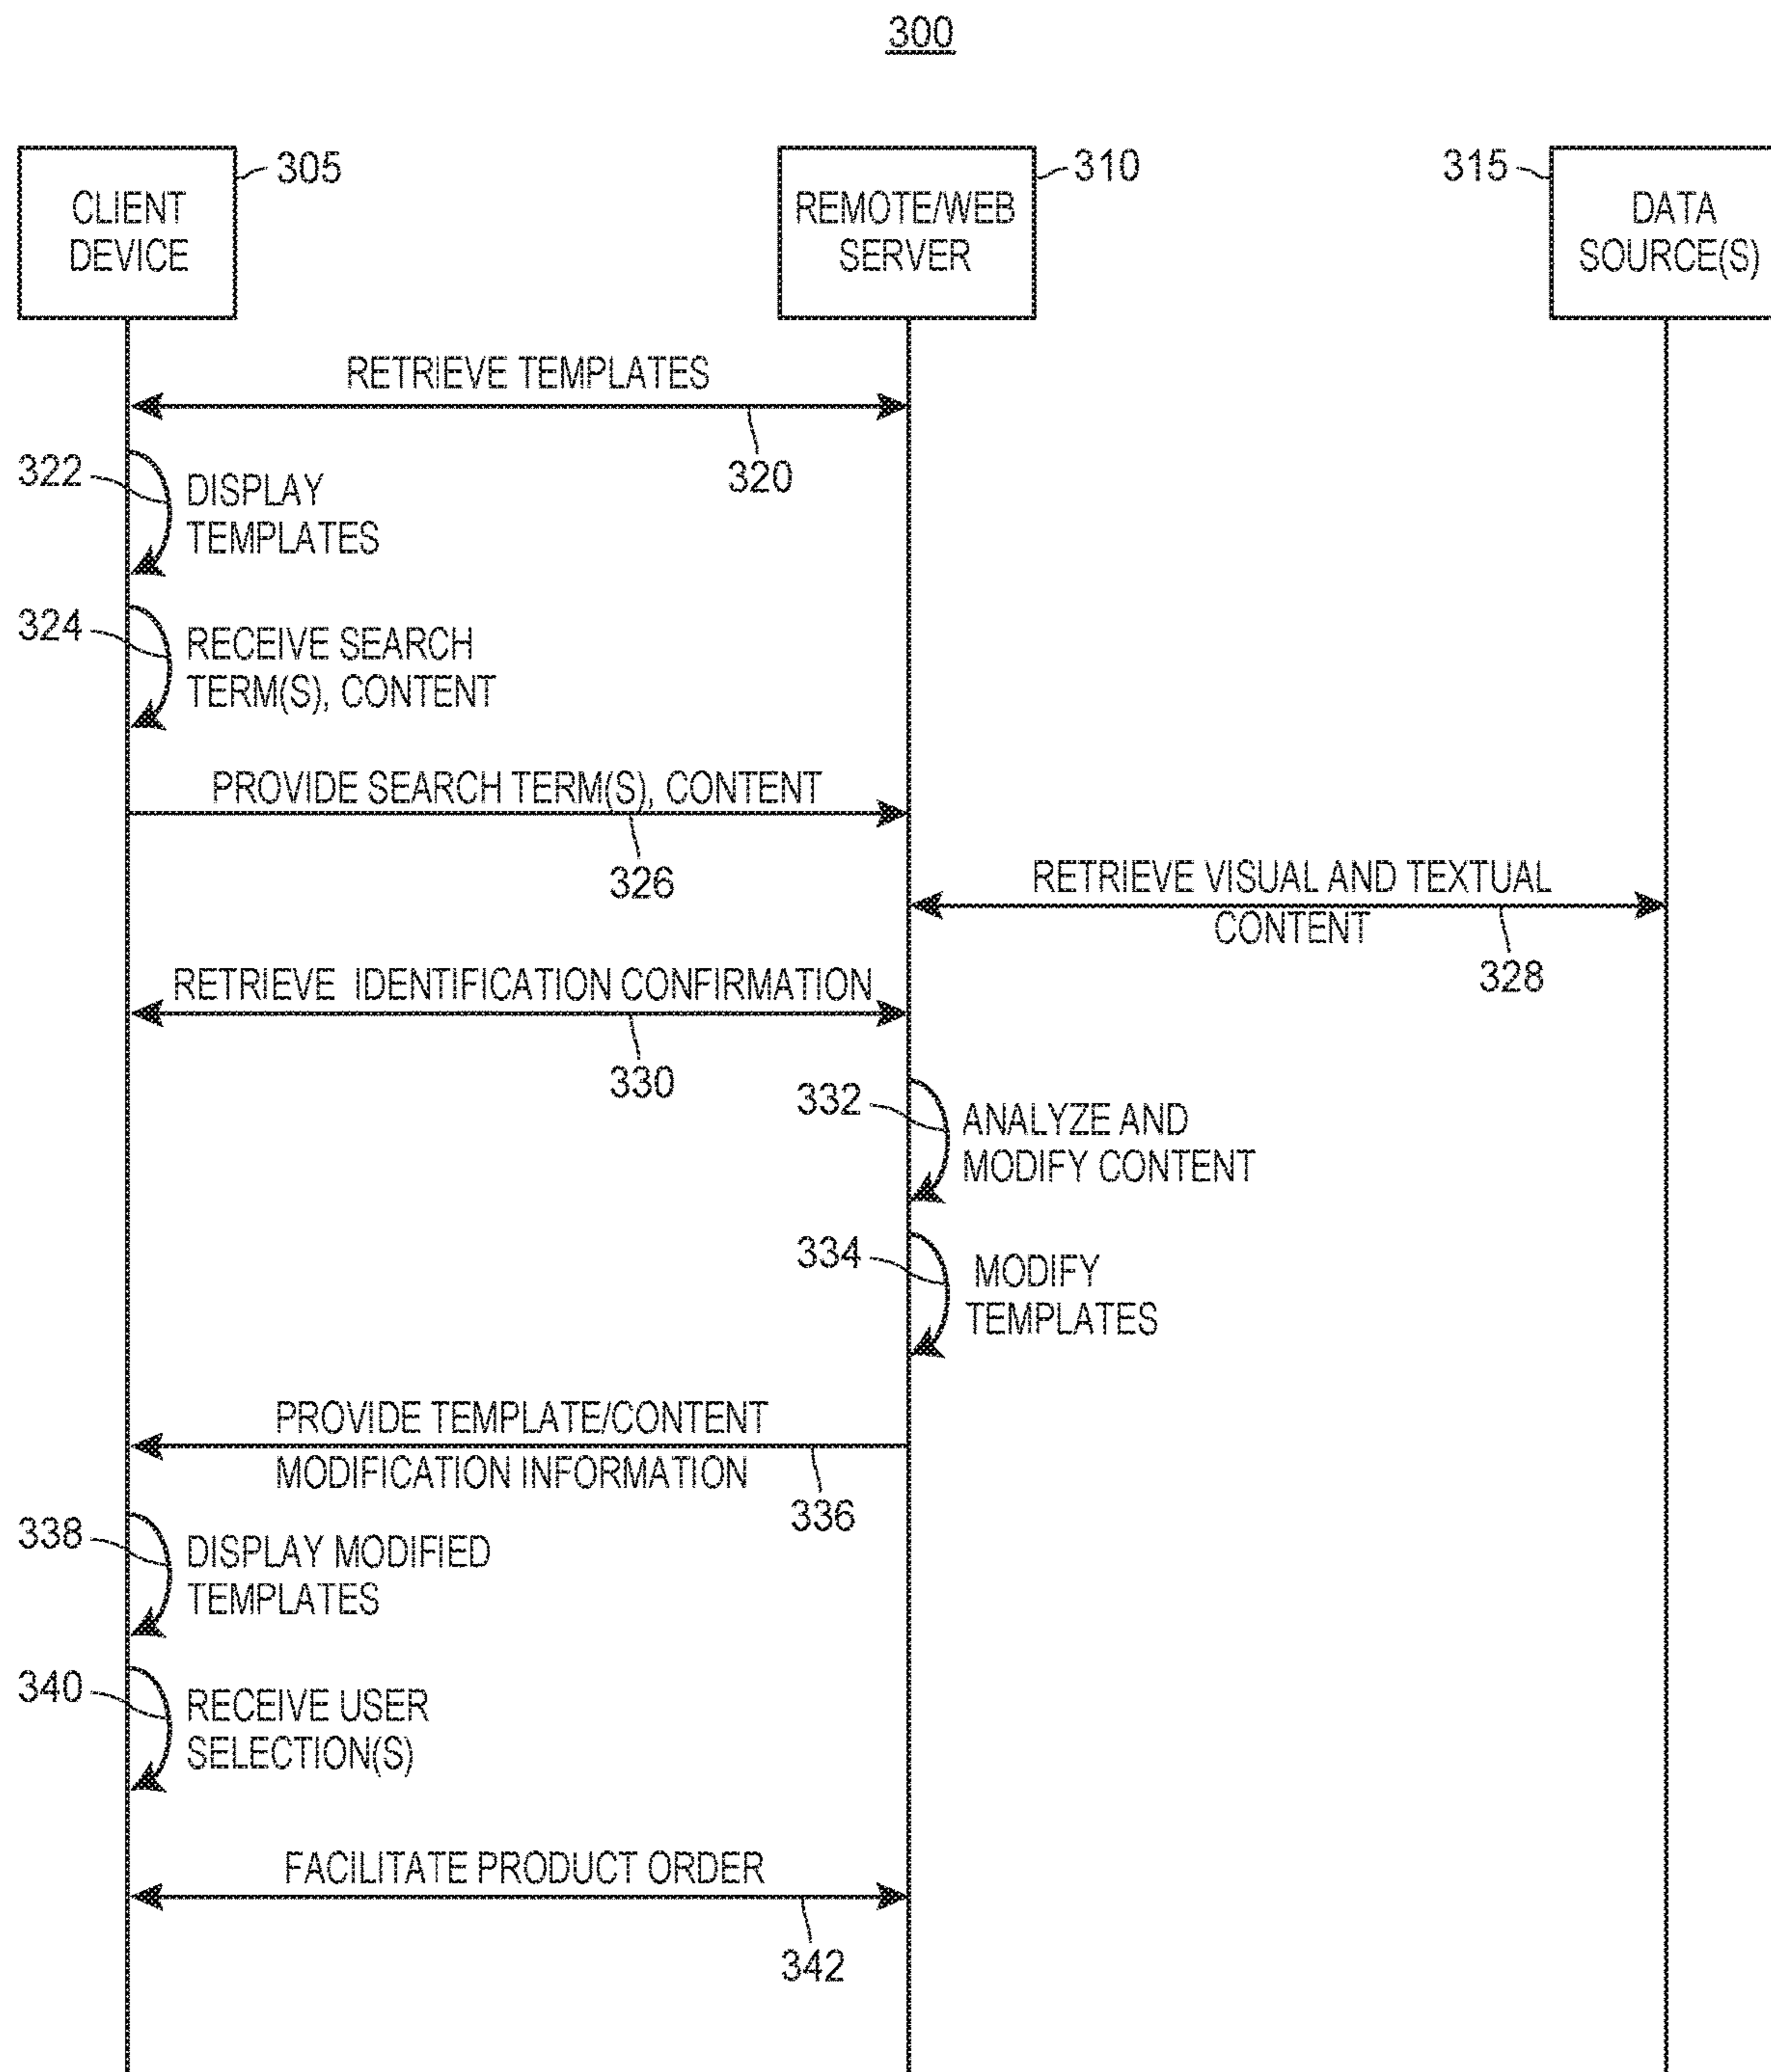 300
CLIENT
DEVICE
305
REMOTE/WEB
SERVER
310
315
DATA
SOURCE(S)
RETRIEVE TEMPLATES
320
322
DISPLAY
TEMPLATES
324
RECEIVE SEARCH
TERM(S), CONTENT
PROVIDE SEARCH TERM(S), CONTENT
326
RETRIEVE VISUAL AND TEXTUAL
CONTENT
328
RETRIEVE IDENTIFICATION CONFIRMATION
330
332
ANALYZE AND
MODIFY CONTENT
334
MODIFY
TEMPLATES
PROVIDE TEMPLATE/CONTENT
MODIFICATION INFORMATION
336
338
DISPLAY MODIFIED
TEMPLATES
340
RECEIVE USER
SELECTION(S)
FACILITATE PRODUCT ORDER
342